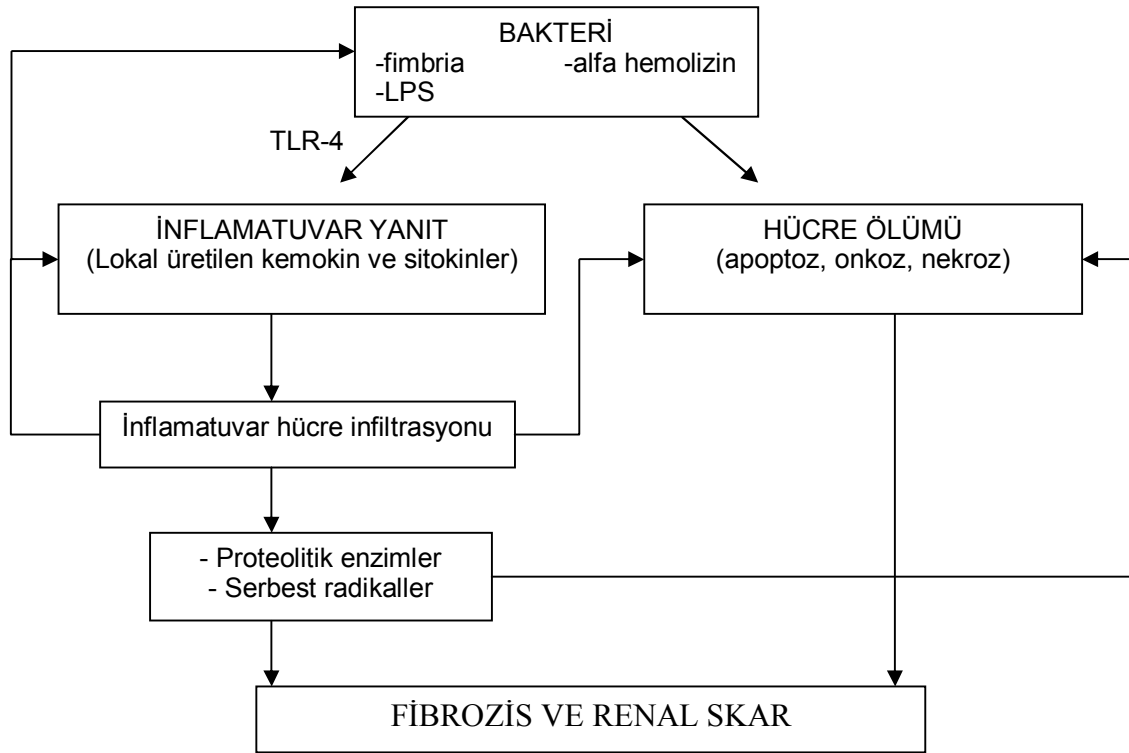 BAKTERİ
-fimbria -alfa hemolizin
-LPS
TLR-4
İNFLAMATUVAR YANIT
(Lokal üretilen kemokin ve sitokinler)
HÜCRE ÖLÜMÜ
(apoptoz, onkoz, nekroz)
İnflamatuvar hücre infiltrasyonu
- Proteolitik enzimler
- Serbest radikaller
FİBROZİS VE RENAL SKAR